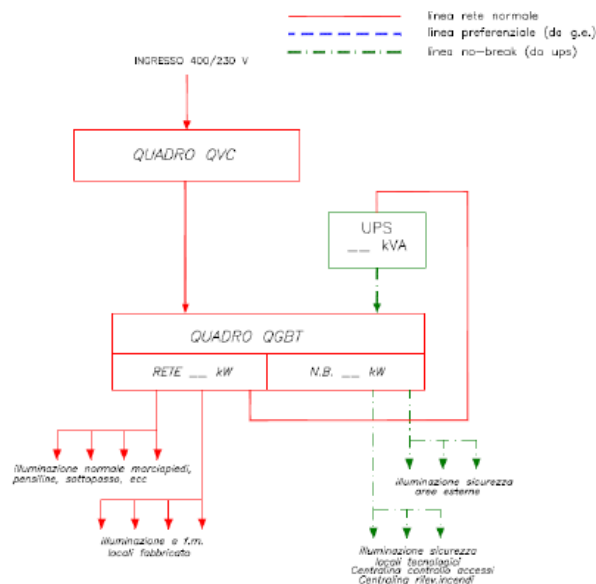 linea rete normale
linea preferenziale (da g.e.)
linea no-break (da ups)
INGRESSO 400/230 V
QUADRO QVC
UPS
__ kVA
QUADRO QGBT
RETE __ kW
N.B. __ kW
illuminazione normale marciapiedi,
pensiline, sottopasso, ecc
illuminazione sicurezza
aree esterne
illuminazione e f.m.
locali fabbricato
illuminazione sicurezza
locali tecnologici
Centralina controllo accessi
Centralina rilev.incendi